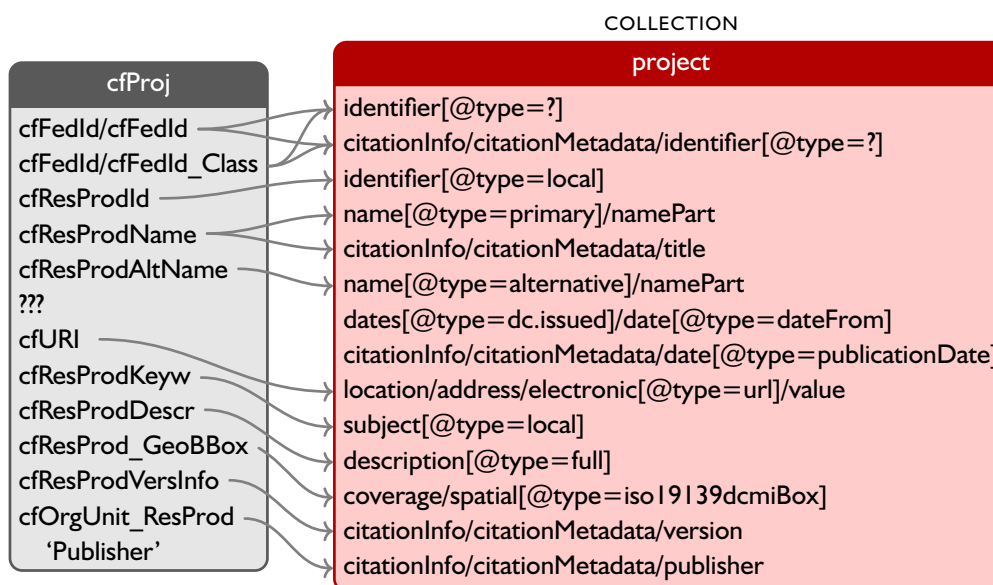 COLLECTION
cfProj
cfFedId/cfFedId
cfFedId/cfFedId_Class
cfResProdId
cfResProdName
cfResProdAltName
???
cfURI
cfResProdKeyw
cfResProdDescr
cfResProd_GeoBBox
cfResProdVersInfo
cfOrgUnit_ResProd
‘Publisher’
project
identifier[@type=?]
citationInfo/citationMetadata/identifier[@type=?]
identifier[@type=local]
name[@type=primary]/namePart
citationInfo/citationMetadata/title
name[@type=alternative]/namePart
dates[@type=dc.issued]/date[@type=dateFrom]
citationInfo/citationMetadata/date[@type=publicationDate]
location/address/electronic[@type=url]/value
subject[@type=local]
description[@type=full]
coverage/spatial[@type=iso19139dcmiBox]
citationInfo/citationMetadata/version
citationInfo/citationMetadata/publisher